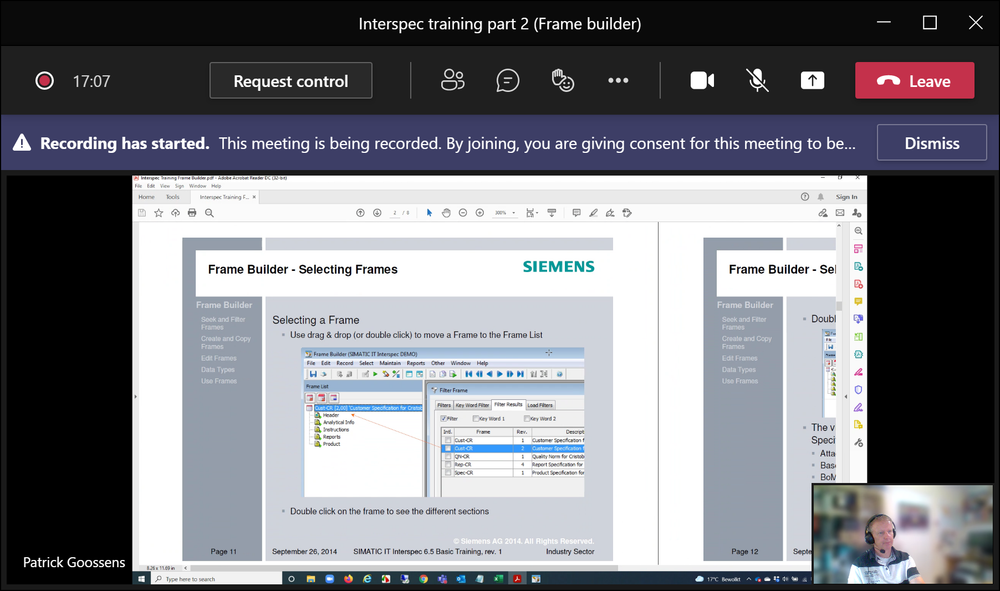 Interspec training part 2 (Frame builder)
17:07
Request control
Leave
Recording has started. This meeting is being recorded. By joining, you are giving consent for this meeting to be...
Dismiss
Interspec Training Frame Builder.pdf - Adobe Acrobat Reader DC (32-bit)
File Edit View Sign Window Help
Home Tools Interspec Training F... ×
Sign In
2 / 8
300%
Frame Builder - Selecting Frames
SIEMENS
Frame Builder
Seek and Filter
Frames
Create and Copy
Frames
Edit Frames
Data Types
Use Frames
Selecting a Frame
Use drag & drop (or double click) to move a Frame to the Frame List
Frame Builder (SIMATIC IT Interspec DEMO)
File Edit Record Select Maintain Reports Other Window Help
Frame List
Cust-CR [2,00] 'Customer Specification for Cristob
Header
Analytical Info
Instructions
Reports
Product
Filter Frame
Filters Key Word Filter Filter Results Load Filters
Filter Key Word 1 Key Word 2
Intl. Frame Rev. Descript
Cust-CR 1 Customer Specification f
Cust-CR 2 Customer Specification f
QN-CR 1 Quality Norm for Cristob
Rep-CR 4 Report Specification for
Spec-CR 1 Product Specification for
Double click on the frame to see the different sections
© Siemens AG 2014. All Rights Reserved.
Page 11 September 26, 2014 SIMATIC IT Interspec 6.5 Basic Training, rev. 1 Industry Sector
Frame Builder - Sel
Frame Builder
Seek and Filter
Frames
Create and Copy
Frames
Edit Frames
Data Types
Use Frames
Doubl
File
The v
Speci
Atta
Base
BoM
Page 12 Septe
Patrick Goossens
8.26 x 11.69 in
Type here to search
17°C Bewolkt